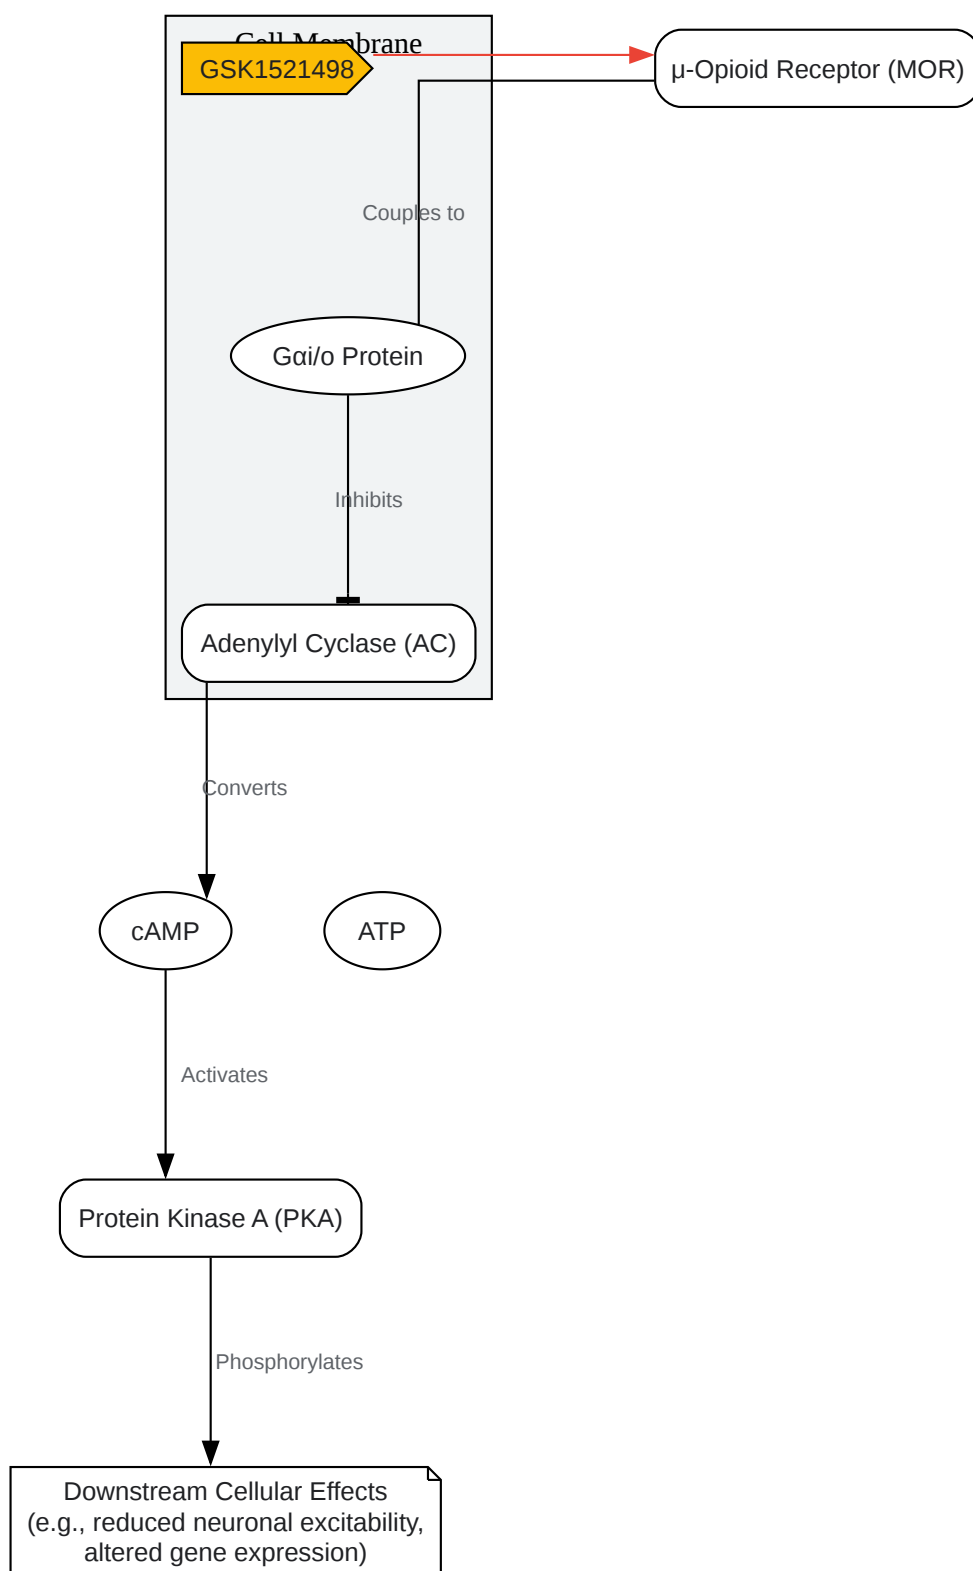 Cell Membrane
GSK1521498
μ-Opioid Receptor (MOR)
Couples to
Gαi/o Protein
Inhibits
Adenylyl Cyclase (AC)
Converts
cAMP
ATP
Activates
Protein Kinase A (PKA)
Phosphorylates
Downstream Cellular Effects
(e.g., reduced neuronal excitability,
altered gene expression)